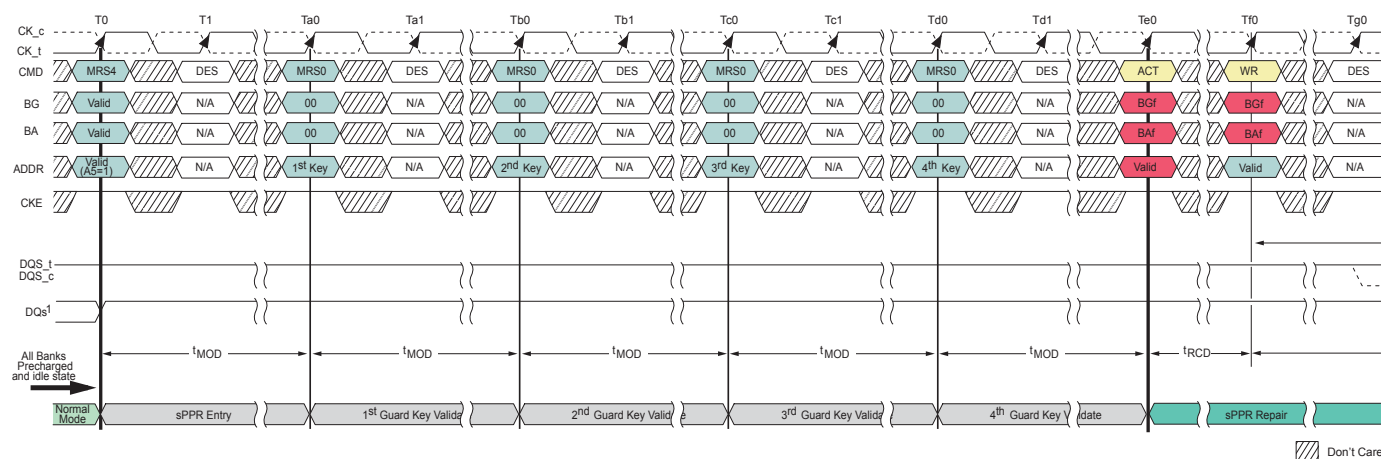 T0 T1 Ta0 Ta1 Tb0 Tb1 Tc0 Tc1 Td0 Td1 Te0 Tf0 Tg0
CK_c
CK_t
CMD MRS4 DES MRS0 DES MRS0 DES MRS0 DES MRS0 DES ACT WR DES
BG Valid N/A 00 N/A 00 N/A 00 N/A 00 N/A BGf BGf N/A
BA Valid N/A 00 N/A 00 N/A 00 N/A 00 N/A BAf BAf N/A
ADDR Valid (A5=1) N/A 1st Key N/A 2nd Key N/A 3rd Key N/A 4th Key N/A Valid Valid N/A
CKE
DQS_t
DQS_c
DQs1
tMOD tMOD tMOD tMOD tMOD tRCD
All Banks
Precharged
and idle state
Normal Mode sPPR Entry 1st Guard Key Valida 2nd Guard Key Valid e 3rd Guard Key Valida 4th Guard Key V date sPPR Repair
Don't Care